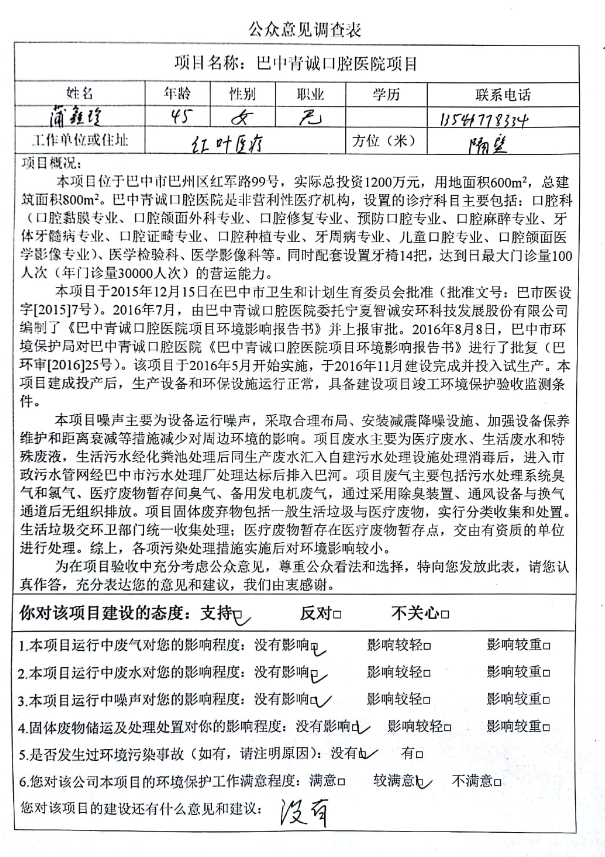 公众意见调查表
项目名称：巴中青诚口腔医院项目
姓名 年龄 性别 职业 学历 联系电话
蒲 45 女 13541778334
工作单位或住址 红叶医疗 方位（米） 隔壁
项目概况：
本项目位于巴中市巴州区红军路99号，实际总投资1200万元，用地面积600m²，总建
筑面积800m²。巴中青诚口腔医院是非营利性医疗机构，设置的诊疗科目主要包括：口腔科
（口腔黏膜专业、口腔颌面外科专业、口腔修复专业、预防口腔专业、口腔麻醉专业、牙
体牙髓病专业、口腔证畸专业、口腔种植专业、牙周病专业、儿童口腔专业、口腔颌面医
学影像专业）、医学检验科、医学影像科等。同时配套设置牙椅14把，达到日最大门诊量100
人次（年门诊量30000人次）的营运能力。
本项目于2015年12月15日在巴中市卫生和计划生育委员会批准（批准文号：巴市医设
字[2015]7号）。2016年7月，由巴中青诚口腔医院委托宁夏智诚安环科技发展股份有限公司
编制了《巴中青诚口腔医院项目环境影响报告书》并上报审批。2016年8月8日，巴中市环
境保护局对巴中青诚口腔医院《巴中青诚口腔医院项目环境影响报告书》进行了批复（巴
环审[2016]25号）。该项目于2016年5月开始实施，于2016年11月建设完成并投入试生产。本
项目建成投产后，生产设备和环保设施运行正常，具备建设项目竣工环境保护验收监测条
件。
本项目噪声主要为设备运行噪声，采取合理布局、安装减震降噪设施、加强设备保养
维护和距离衰减等措施减少对周边环境的影响。项目废水主要为医疗废水、生活废水和特
殊废液，生活污水经化粪池处理后同生产废水汇入自建污水处理设施处理消毒后，进入市
政污水管网经巴中市污水处理厂处理达标后排入巴河。项目废气主要包括污水处理系统臭
气和氯气、医疗废物暂存间臭气、备用发电机废气，通过采用除臭装置、通风设备与换气
通道后无组织排放。项目固体废弃物包括一般生活垃圾与医疗废物，实行分类收集和处置。
生活垃圾交环卫部门统一收集处理；医疗废物暂存在医疗废物暂存点，交由有资质的单位
进行处理。综上，各项污染处理措施实施后对环境影响较小。
为在项目验收中充分考虑公众意见，尊重公众看法和选择，特向您发放此表，请您认
真作答，充分表达您的意见和建议，我们由衷感谢。
你对该项目建设的态度：支持□ 反对□ 不关心□
1.本项目运行中废气对您的影响程度：没有影响□ 影响较轻□ 影响较重□
2.本项目运行中废水对您的影响程度：没有影响□ 影响较轻□ 影响较重□
3.本项目运行中噪声对您的影响程度：没有影响□ 影响较轻□ 影响较重□
4.固体废物储运及处理处置对你的影响程度：没有影响□ 影响较轻□ 影响较重□
5.是否发生过环境污染事故（如有，请注明原因）：没有□ 有□
6.您对该公司本项目的环境保护工作满意程度：满意□ 较满意□ 不满意□
您对该项目的建设还有什么意见和建议： 没有